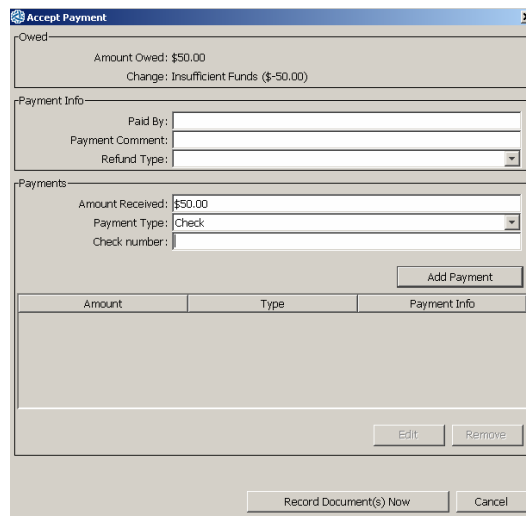 Accept Payment
Owed
Amount Owed: $50.00
Change: Insufficient Funds ($-50.00)
Payment Info
Paid By:
Payment Comment:
Refund Type:
Payments
Amount Received: $50.00
Payment Type: Check
Check number:
Add Payment
Amount Type Payment Info
Edit Remove
Record Document(s) Now Cancel